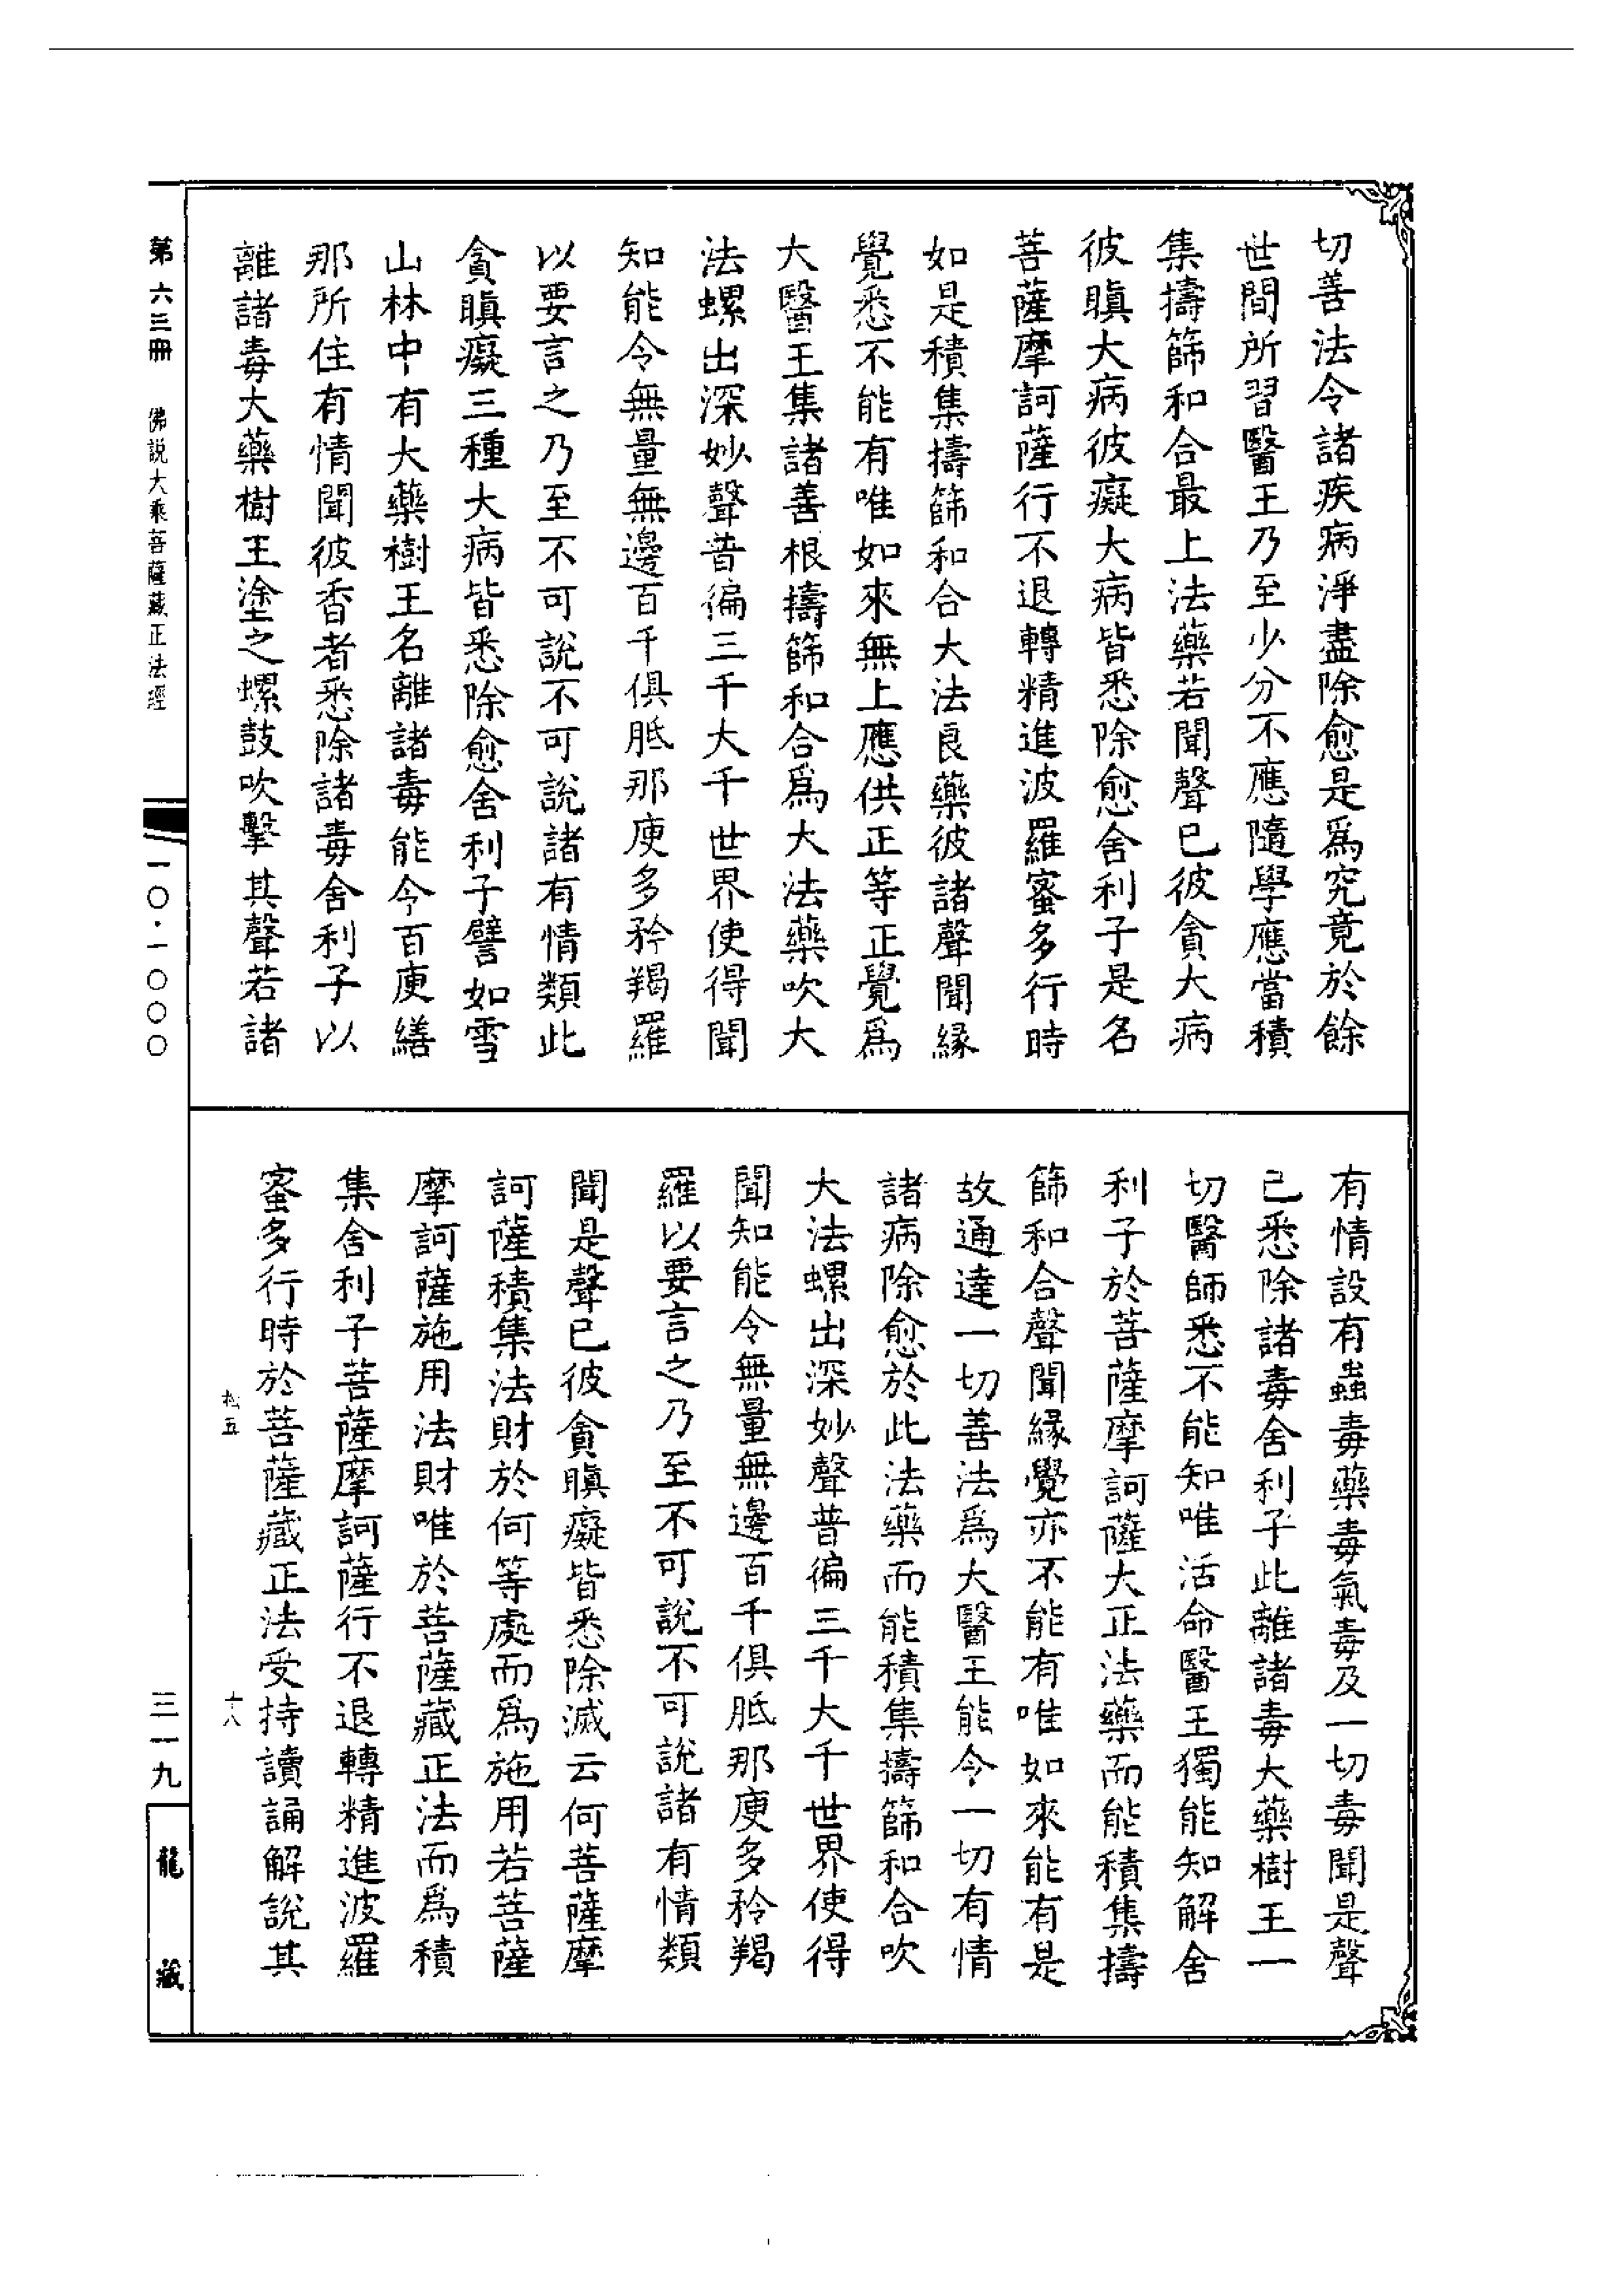 切善法令諸疾病淨盡除愈是爲究竟於餘
世間所習醫王乃至少分不應隨學應當積
集擣篩和合最上法藥若聞聲已彼貪大病
彼瞋大病彼癡大病皆悉除愈舍利子是名
菩薩摩訶薩行不退轉精進波羅蜜多行時
如是積集擣篩和合大法良藥彼諸聲聞緣
覺悉不能有唯如來無上應供正等正覺爲
大醫王集諸善根擣篩和合爲大法藥吹大
法螺出深妙聲普徧三千大千世界使得聞
知能令無量無邊百千俱胝那庾多矜羯羅
以要言之乃至不可說不可說諸有情類此
貪瞋癡三種大病皆悉除愈舍利子譬如雪
山林中有大藥樹王名離諸毒能令百庾繕
那所住有情聞彼香者悉除諸毒舍利子以
離諸毒大藥樹王塗之螺鼓吹擊其聲若諸
有情設有蟲毒藥毒氣毒及一切毒聞是聲
已悉除諸毒舍利子此離諸毒大藥樹王一
切醫師悉不能知唯活命醫王獨能知解舍
利子於菩薩摩訶薩大正法藥而能積集擣
篩和合聲聞緣覺亦不能有唯如來能有是
故通達一切善法爲大醫王能令一切有情
諸病除愈於此法藥而能積集擣篩和合吹
大法螺出深妙聲普徧三千大千世界使得
聞知能令無量無邊百千俱胝那庾多矜羯
羅以要言之乃至不可說不可說諸有情類
聞是聲已彼貪瞋癡皆悉除滅云何菩薩摩
訶薩積集法財於何等處而爲施用若菩薩
摩訶薩施用法財唯於菩薩藏正法而爲積
集舍利子菩薩摩訶薩行不退轉精進波羅
蜜多行時於菩薩藏正法受持讀誦解說其
松五
十八
第六三冊 佛說大乘菩薩藏正法經
一〇·一〇〇〇
三一九
龍藏